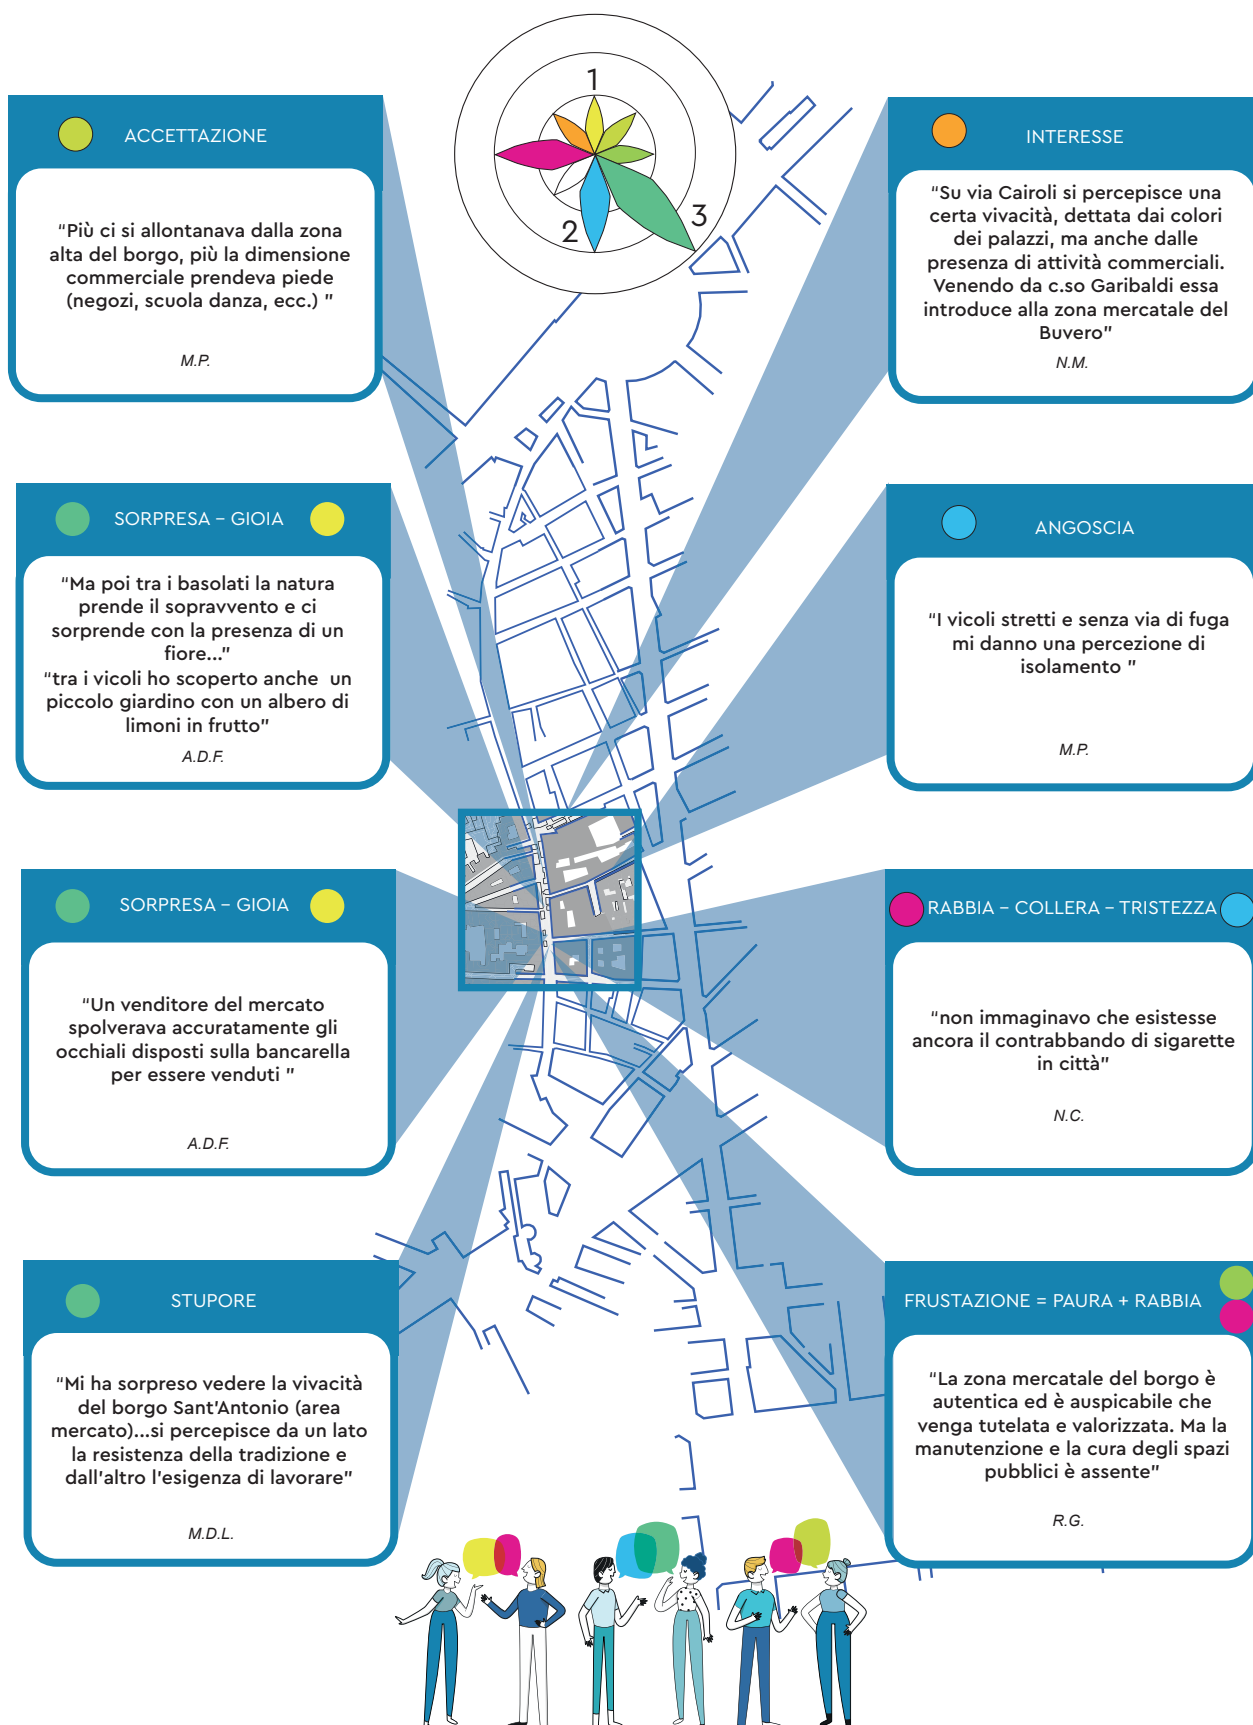 1
2
3
ACCETTAZIONE
“Più ci si allontanava dalla zona
alta del borgo, più la dimensione
commerciale prendeva piede
(negozi, scuola danza, ecc.) ”
M.P.
SORPRESA – GIOIA
“Ma poi tra i basolati la natura
prende il sopravvento e ci
sorprende con la presenza di un
fiore...”
“tra i vicoli ho scoperto anche un
piccolo giardino con un albero di
limoni in frutto”
A.D.F.
SORPRESA – GIOIA
“Un venditore del mercato
spolverava accuratamente gli
occhiali disposti sulla bancarella
per essere venduti ”
A.D.F.
STUPORE
“Mi ha sorpreso vedere la vivacità
del borgo Sant’Antonio (area
mercato)...si percepisce da un lato
la resistenza della tradizione e
dall’altro l’esigenza di lavorare”
M.D.L.
INTERESSE
“Su via Cairoli si percepisce una
certa vivacità, dettata dai colori
dei palazzi, ma anche dalle
presenza di attività commerciali.
Venendo da c.so Garibaldi essa
introduce alla zona mercatale del
Buvero”
N.M.
ANGOSCIA
“I vicoli stretti e senza via di fuga
mi danno una percezione di
isolamento ”
M.P.
RABBIA – COLLERA – TRISTEZZA
“non immaginavo che esistesse
ancora il contrabbando di sigarette
in città”
N.C.
FRUSTAZIONE = PAURA + RABBIA
“La zona mercatale del borgo è
autentica ed è auspicabile che
venga tutelata e valorizzata. Ma la
manutenzione e la cura degli spazi
pubblici è assente”
R.G.